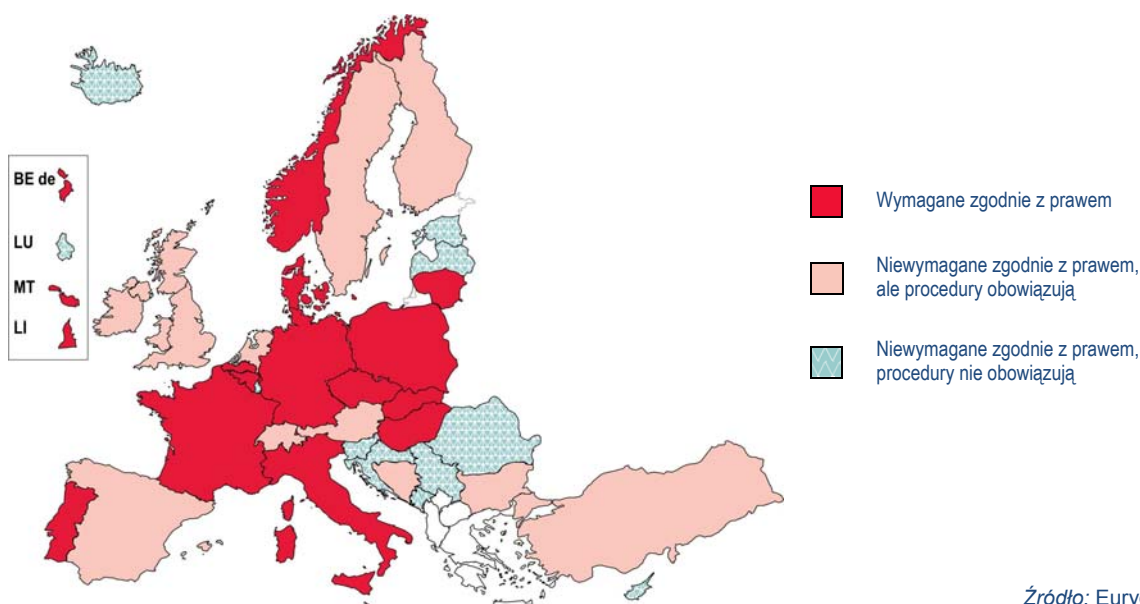 BE de
LU
MT
LI
Wymagane zgodnie z prawem
Niewymagane zgodnie z prawem,
ale procedury obowiązują
Niewymagane zgodnie z prawem,
procedury nie obowiązują
Źródło: Eury